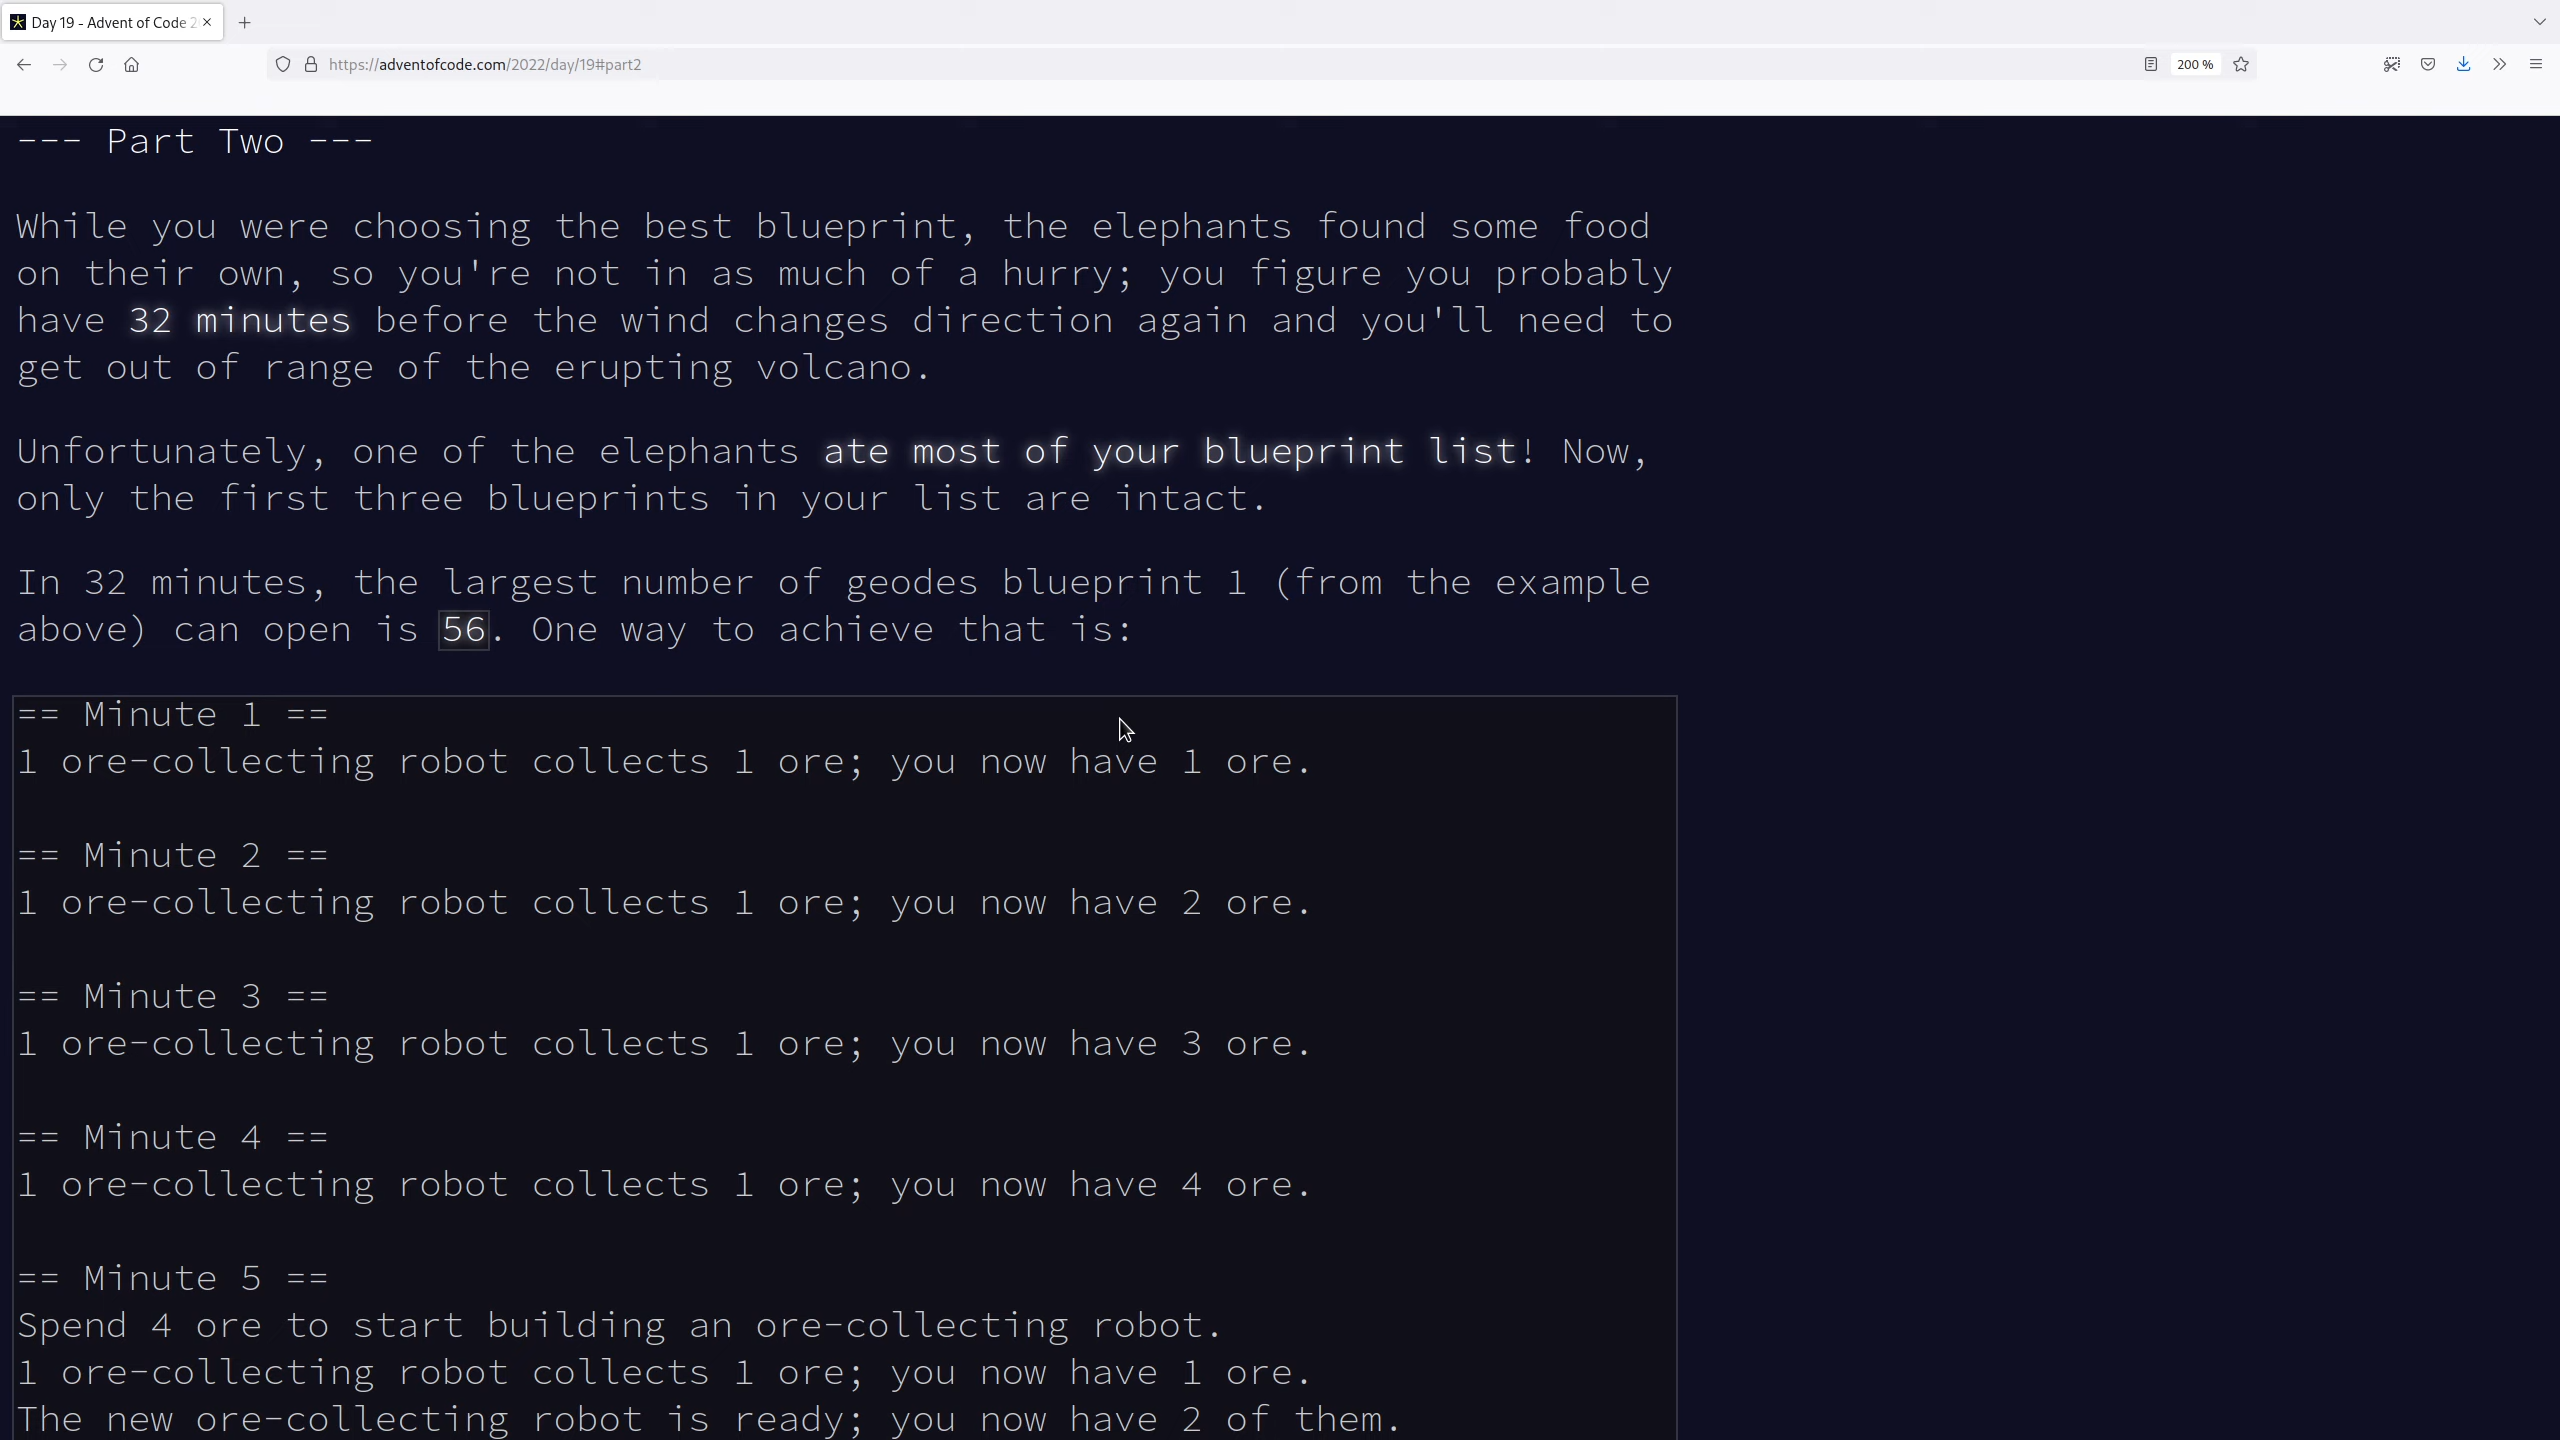 Day 19 - Advent of Code 2
https://adventofcode.com/2022/day/19#part2
200 %
--- Part Two ---
While you were choosing the best blueprint, the elephants found some food
on their own, so you're not in as much of a hurry; you figure you probably
have 32 minutes before the wind changes direction again and you'll need to
get out of range of the erupting volcano.
Unfortunately, one of the elephants ate most of your blueprint list! Now,
only the first three blueprints in your list are intact.
In 32 minutes, the largest number of geodes blueprint 1 (from the example
above) can open is 56. One way to achieve that is:
== Minute 1 ==
1 ore-collecting robot collects 1 ore; you now have 1 ore.
== Minute 2 ==
1 ore-collecting robot collects 1 ore; you now have 2 ore.
== Minute 3 ==
1 ore-collecting robot collects 1 ore; you now have 3 ore.
== Minute 4 ==
1 ore-collecting robot collects 1 ore; you now have 4 ore.
== Minute 5 ==
Spend 4 ore to start building an ore-collecting robot.
1 ore-collecting robot collects 1 ore; you now have 1 ore.
The new ore-collecting robot is ready; you now have 2 of them.